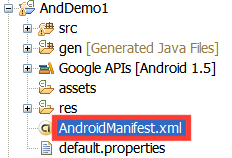 AndDemo1
src
gen [Generated Java Files]
Google APIs [Android 1.5]
assets
res
AndroidManifest.xml
default.properties